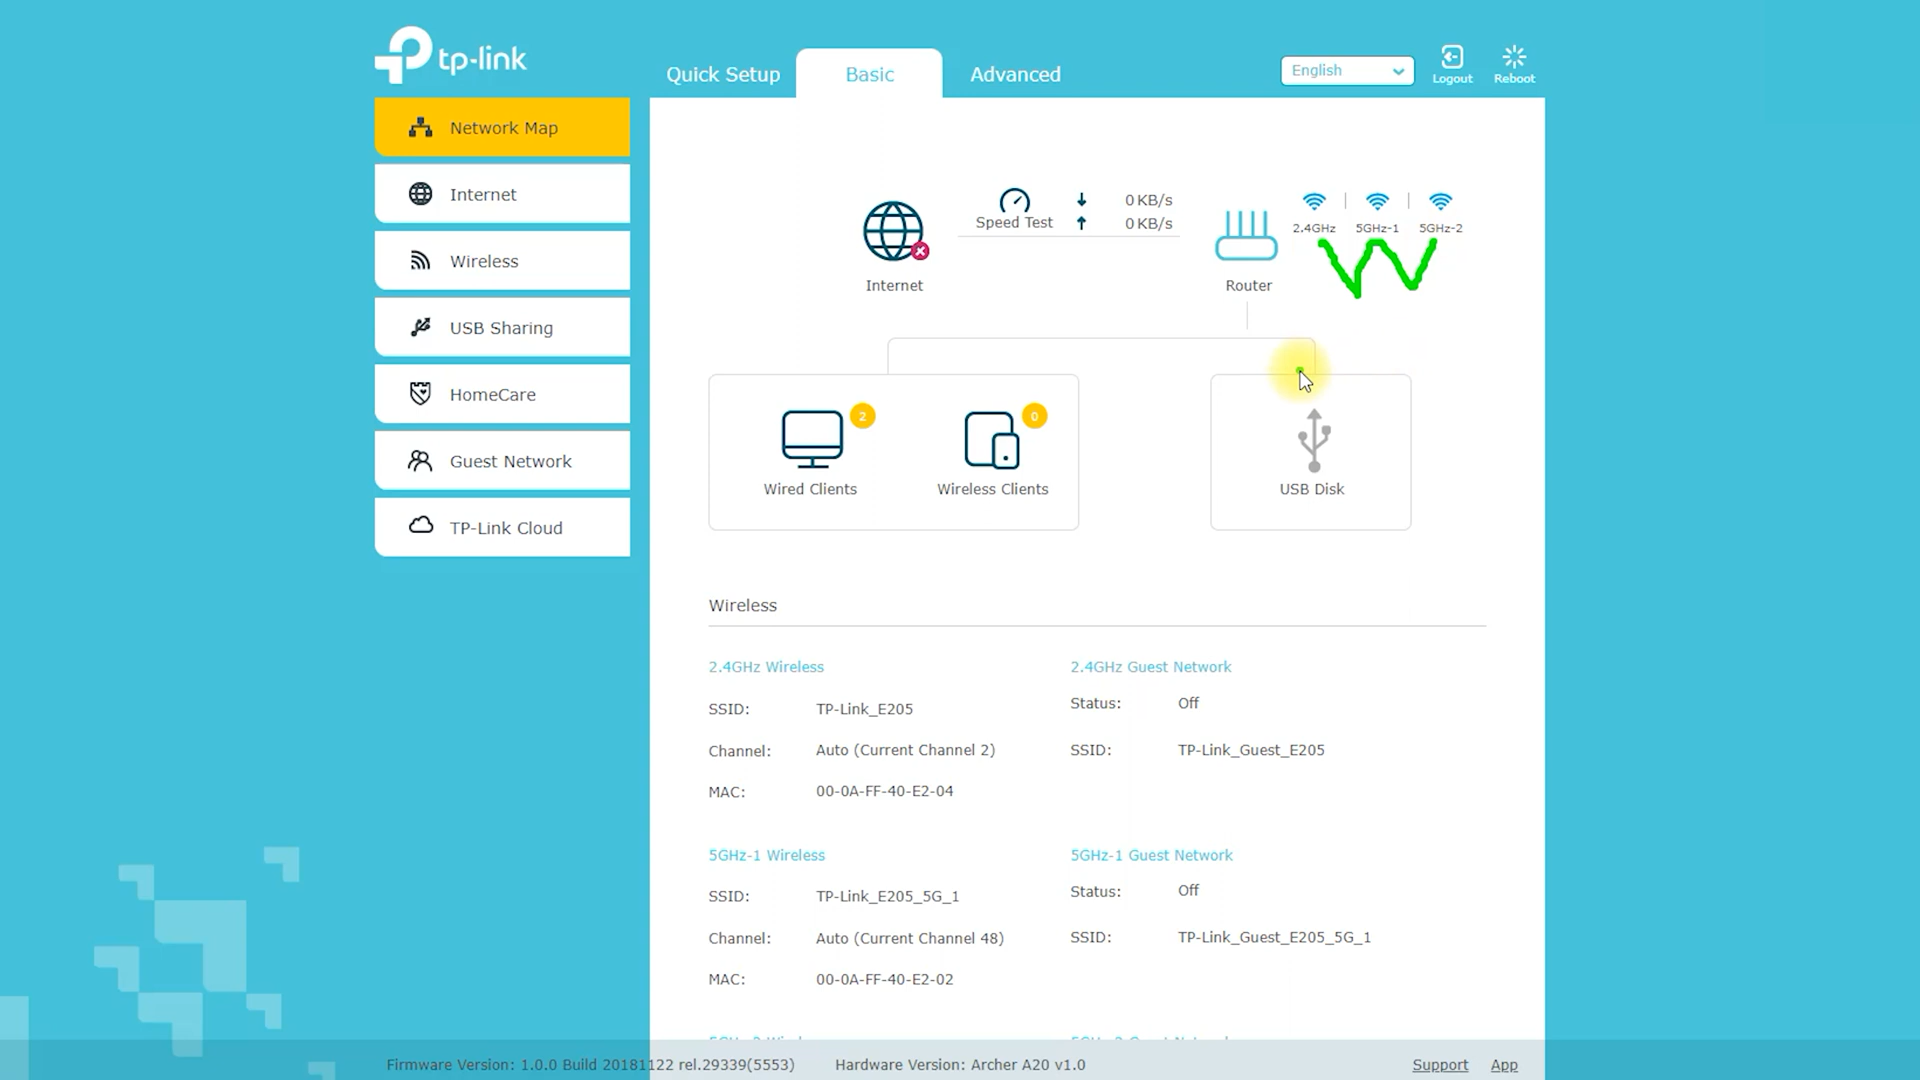 tp-link
Quick Setup
Basic
Advanced
English
Logout
Reboot
Network Map
Internet
Wireless
USB Sharing
HomeCare
Guest Network
TP-Link Cloud
Internet
Speed Test
0 KB/s
0 KB/s
Router
2.4GHz | 5GHz-1 | 5GHz-2
2
Wired Clients
0
Wireless Clients
USB Disk
Wireless
2.4GHz Wireless
SSID: TP-Link_E205
Channel: Auto (Current Channel 2)
MAC: 00-0A-FF-40-E2-04
2.4GHz Guest Network
Status: Off
SSID: TP-Link_Guest_E205
5GHz-1 Wireless
SSID: TP-Link_E205_5G_1
Channel: Auto (Current Channel 48)
MAC: 00-0A-FF-40-E2-02
5GHz-1 Guest Network
Status: Off
SSID: TP-Link_Guest_E205_5G_1
Firmware Version: 1.0.0 Build 20181122 rel.29339(5553)
Hardware Version: Archer A20 v1.0
Support
App